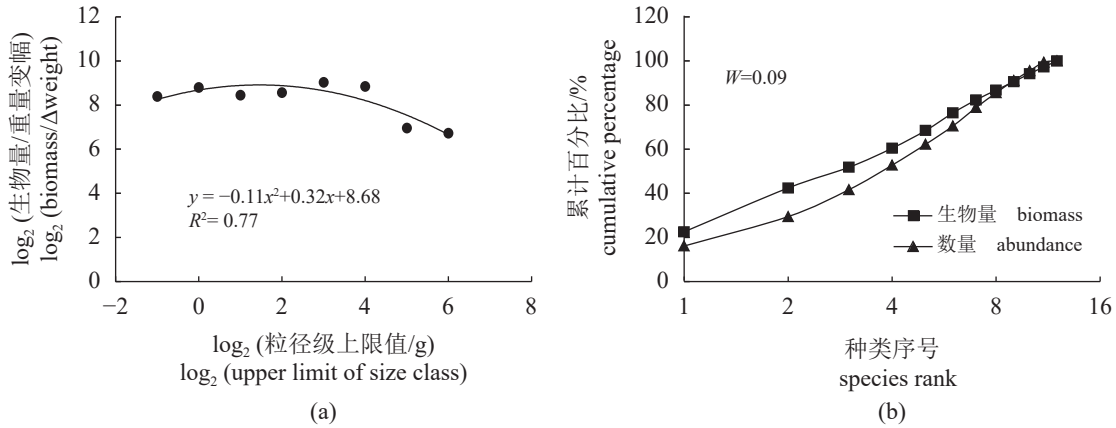 12
10
8
6
4
2
0
−2
0
2
4
6
8
log₂ (生物量/重量变幅)
log₂ (biomass/Δweight)
y = −0.11x²+0.32x+8.68
R²= 0.77
log₂ (粒径级上限值/g)
log₂ (upper limit of size class)
(a)
120
100
80
60
40
20
0
1
2
4
8
16
累计百分比/%
cumulative percentage
W=0.09
生物量 biomass
数量 abundance
种类序号
species rank
(b)